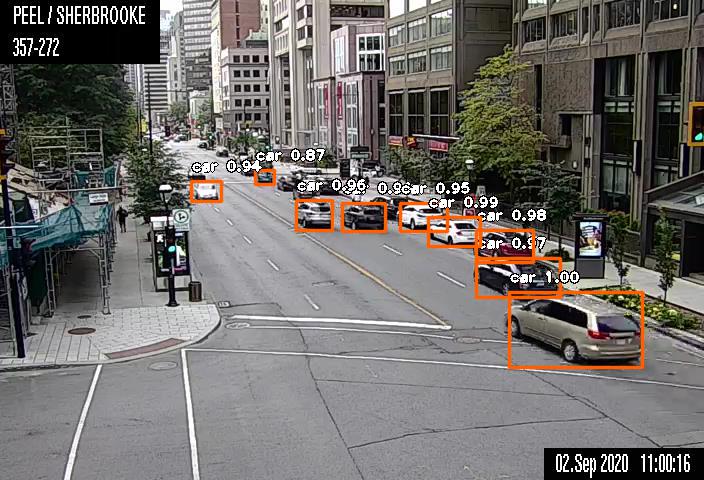 PEEL / SHERBROOKE
357-272
car 0.94
car 0.87
car 0.96
car 0.95
car 0.99
car 0.98
car 0.97
car 1.00
02.Sep 2020 11:00:16